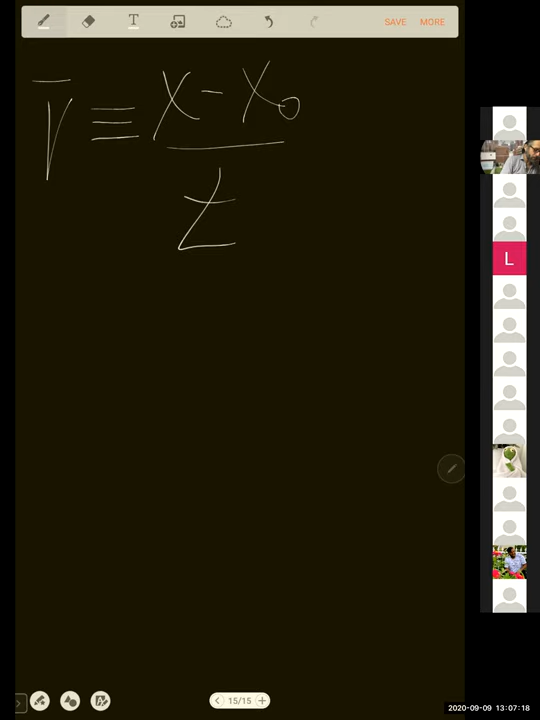 T
SAVE
MORE
V̄ ≡ x - x₀
t
L
15/15
2020-09-09 13:07:18